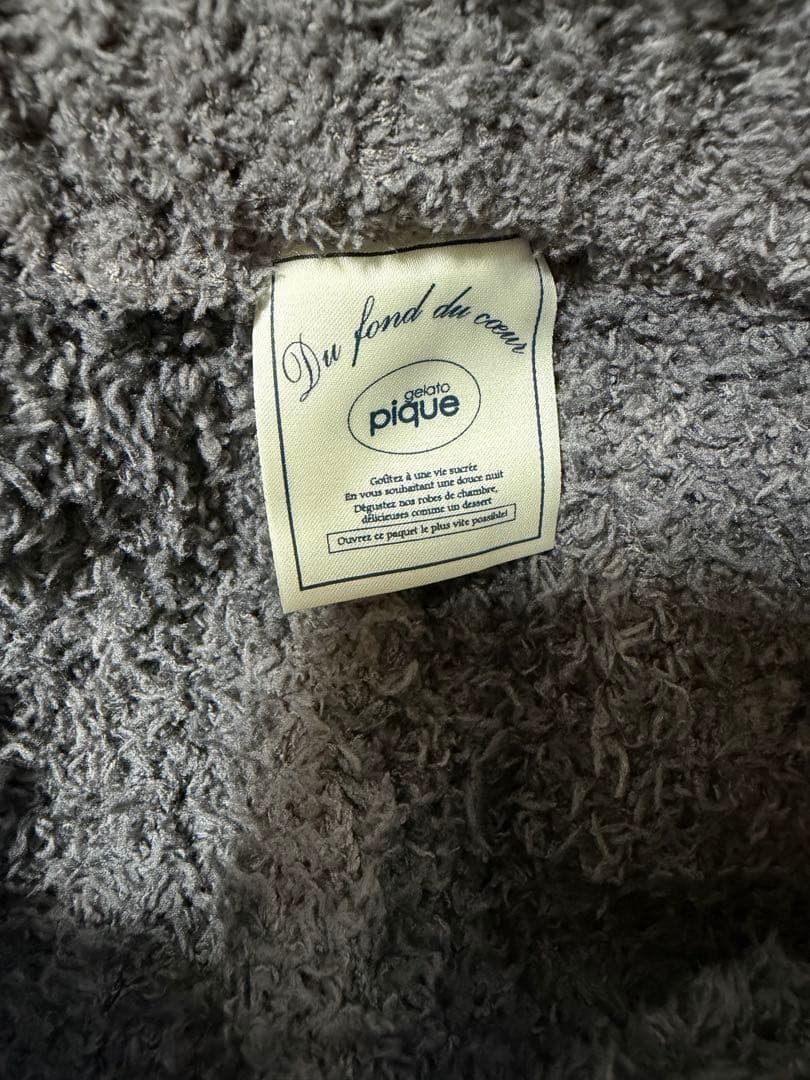 Du fond du cœur
gelato
pique
Goûtez à une vie sucrée
En vous souhaitant une douce nuit
Dégustez nos robes de chambre,
délicieuses comme un dessert
Ouvrez ce paquet le plus vite possible!